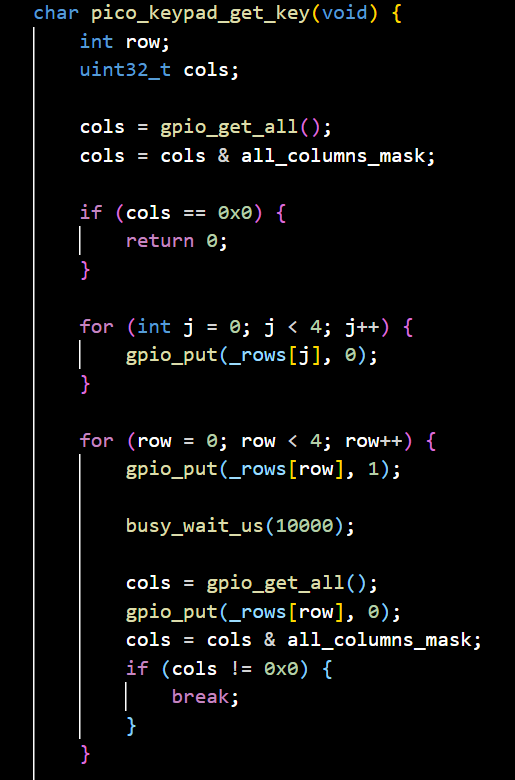 char pico_keypad_get_key(void) {
    int row;
    uint32_t cols;

    cols = gpio_get_all();
    cols = cols & all_columns_mask;

    if (cols == 0x0) {
        return 0;
    }

    for (int j = 0; j < 4; j++) {
        gpio_put(_rows[j], 0);
    }

    for (row = 0; row < 4; row++) {
        gpio_put(_rows[row], 1);

        busy_wait_us(10000);

        cols = gpio_get_all();
        gpio_put(_rows[row], 0);
        cols = cols & all_columns_mask;
        if (cols != 0x0) {
            break;
        }
    }